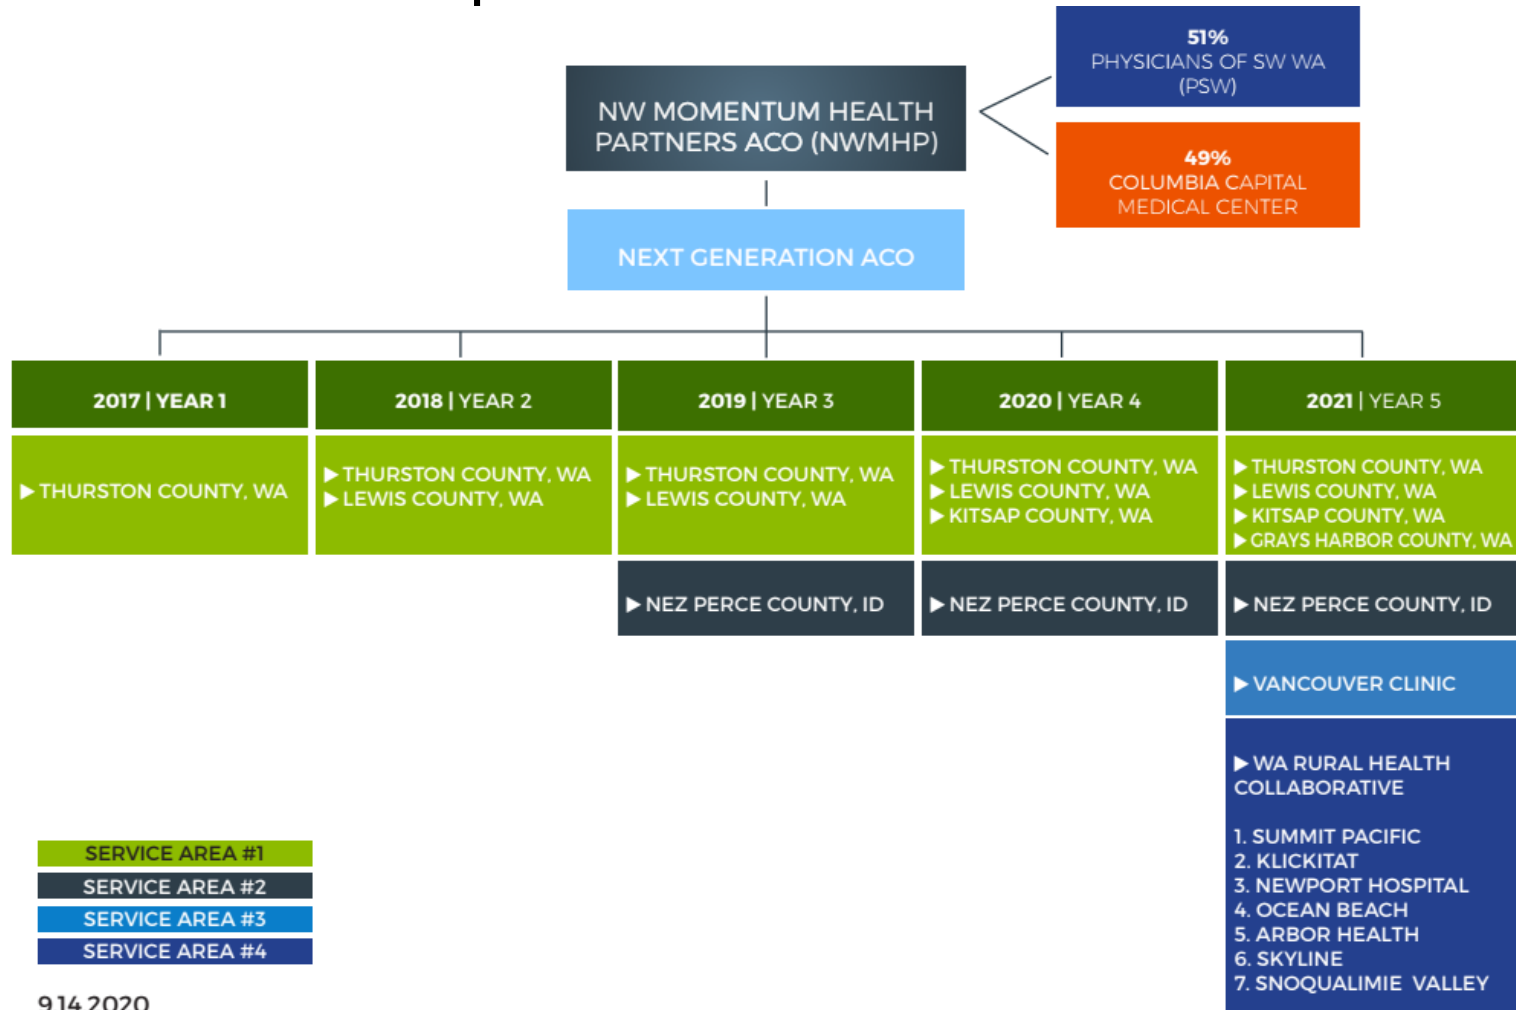 NW MOMENTUM HEALTH
PARTNERS ACO (NWMHP)
51%
PHYSICIANS OF SW WA
(PSW)
49%
COLUMBIA CAPITAL
MEDICAL CENTER
NEXT GENERATION ACO
2017 | YEAR 1
▶ THURSTON COUNTY, WA
2018 | YEAR 2
▶ THURSTON COUNTY, WA
▶ LEWIS COUNTY, WA
2019 | YEAR 3
▶ THURSTON COUNTY, WA
▶ LEWIS COUNTY, WA
▶ NEZ PERCE COUNTY, ID
2020 | YEAR 4
▶ THURSTON COUNTY, WA
▶ LEWIS COUNTY, WA
▶ KITSAP COUNTY, WA
▶ NEZ PERCE COUNTY, ID
2021 | YEAR 5
▶ THURSTON COUNTY, WA
▶ LEWIS COUNTY, WA
▶ KITSAP COUNTY, WA
▶ GRAYS HARBOR COUNTY, WA
▶ NEZ PERCE COUNTY, ID
▶ VANCOUVER CLINIC
▶ WA RURAL HEALTH
COLLABORATIVE
1. SUMMIT PACIFIC
2. KLICKITAT
3. NEWPORT HOSPITAL
4. OCEAN BEACH
5. ARBOR HEALTH
6. SKYLINE
7. SNOQUALIMIE VALLEY
SERVICE AREA #1
SERVICE AREA #2
SERVICE AREA #3
SERVICE AREA #4
9.14.2020